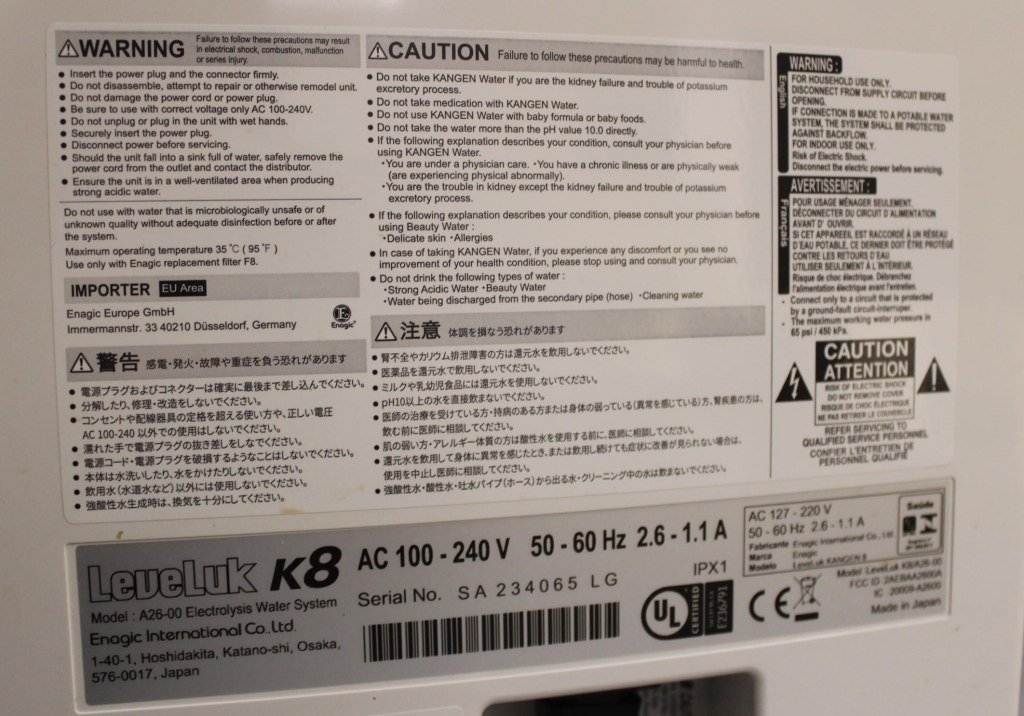 WARNING
Failure to follow these precautions may result
in electrical shock, combustion, malfunction
or series injury.
● Insert the power plug and the connector firmly.
● Do not disassemble, attempt to repair or otherwise remodel unit.
● Do not damage the power cord or power plug.
● Be sure to use with correct voltage only AC 100-240V.
● Do not unplug or plug in the unit with wet hands.
● Securely insert the power plug.
● Disconnect power before servicing.
● Should the unit fall into a sink full of water, safely remove the
power cord from the outlet and contact the distributor.
● Ensure the unit is in a well-ventilated area when producing
strong acidic water.
Do not use with water that is microbiologically unsafe or of
unknown quality without adequate disinfection before or after
the system.
Maximum operating temperature 35 ℃ ( 95 ℉ )
Use only with Enagic replacement filter F8.
IMPORTER EU Area
Enagic Europe GmbH
Immermannstr. 33 40210 Düsseldorf, Germany
Enagic
警告 感電・発火・故障や重症を負う恐れがあります
● 電源プラグおよびコネクターは確実に最後まで差し込んでください。
● 分解したり、修理・改造をしないでください。
● コンセントや配線器具の定格を超える使い方や、正しい電圧
AC 100-240 以外での使用はしないでください。
● 濡れた手で電源プラグの抜き差しをしないでください。
● 電源コード・電源プラグを破損するようなことはしないでください。
● 本体は水洗いしたり、水をかけたりしないでください。
● 飲用水(水道水など)以外には使用しないでください。
● 強酸性水生成時は、換気を十分にしてください。
CAUTION Failure to follow these precautions may be harmful to health.
● Do not take KANGEN Water if you are the kidney failure and trouble of potassium
excretory process.
● Do not take medication with KANGEN Water.
● Do not use KANGEN Water with baby formula or baby foods.
● Do not take the water more than the pH value 10.0 directly.
● If the following explanation describes your condition, consult your physician before
using KANGEN Water.
・You are under a physician care. ・You have a chronic illness or are physically weak
(are experiencing physical abnormally).
・You are the trouble in kidney except the kidney failure and trouble of potassium
excretory process.
● If the following explanation describes your condition, please consult your physician before
using Beauty Water :
・Delicate skin ・Allergies
● In case of taking KANGEN Water, if you experience any discomfort or you see no
improvement of your health condition, please stop using and consult your physician.
● Do not drink the following types of water :
・Strong Acidic Water ・Beauty Water
・Water being discharged from the secondary pipe (hose) ・Cleaning water
注意 体調を損なう恐れがあります
● 腎不全やカリウム排泄障害の方は還元水を飲用しないでください。
● 医薬品を還元水で飲用しないでください。
● ミルクや乳幼児食品には還元水を使用しないでください。
● pH10以上の水を直接飲まないでください。
● 医師の治療を受けている方・持病のある方または身体の弱っている(異常を感じている)方、腎疾患の方は、
飲む前に医師に相談してください。
● 肌の弱い方・アレルギー体質の方は酸性水を使用する前に、医師に相談してください。
● 還元水を飲用して身体に異常を感じたとき、または飲用し続けても症状に改善が見られない場合は、
使用を中止し医師に相談してください。
● 強酸性水・酸性水・吐水パイプ(ホース)から出る水・クリーニング中の水は飲まないでください。
WARNING :
English
FOR HOUSEHOLD USE ONLY.
DISCONNECT FROM SUPPLY CIRCUIT BEFORE
OPENING.
IF CONNECTION IS MADE TO A POTABLE WATER
SYSTEM, THE SYSTEM SHALL BE PROTECTED
AGAINST BACKFLOW.
FOR INDOOR USE ONLY.
Risk of Electric Shock.
Disconnect the electric power before servicing.
AVERTISSEMENT :
Français
POUR USAGE MÉNAGER SEULEMENT.
DÉCONNECTER DU CIRCUIT D'ALIMENTATION
AVANT D' OUVRIR.
SI CET APPAREIL EST RACCORDÉ À UN RÉSEAU
D'EAU POTABLE, CE DERNIER DOIT ÊTRE PROTÉGÉ
CONTRE LES RETOURS D'EAU
UTILISER SEULEMENT À L'INTÉRIEUR.
Risque de choc électrique. Débranchez
l'alimentation électrique avant l'entretien.
• Connect only to a circuit that is protected
by a ground-fault circuit-interruper.
• The maximum working water pressure in
65 psi / 450 kPa.
CAUTION
ATTENTION
RISK OF ELECTRIC SHOCK
DO NOT REMOVE COVER
RISQUE DE CHOC ÉLECTRIQUE
NE PAS RETIRER LE COUVERCLE
REFER SERVICING TO
QUALIFIED SERVICE PERSONNEL
CONFIER L'ENTRETIEN DE
PERSONNEL QUALIFIÉ
LeveLuk K8
AC 100 - 240 V 50 - 60 Hz 2.6 - 1.1 A
Model : A26-00 Electrolysis Water System
Enagic International Co.,Ltd.
1-40-1, Hoshidakita, Katano-shi, Osaka,
576-0017, Japan
Serial No. SA 234065 LG
IPX1
UL CERTIFIED
E236/91
AC 127 - 220 V
50 - 60 Hz 2.6 - 1.1 A
Fabricante Enagic International Co., Ltd
Marca Enagic
Modelo LeveLuk KANGEN 8
Saúde
CE
Model LeveLuk K8/A26-00
FCC ID 2AEBAA2600A
IC 20009-A2600
Made in Japan